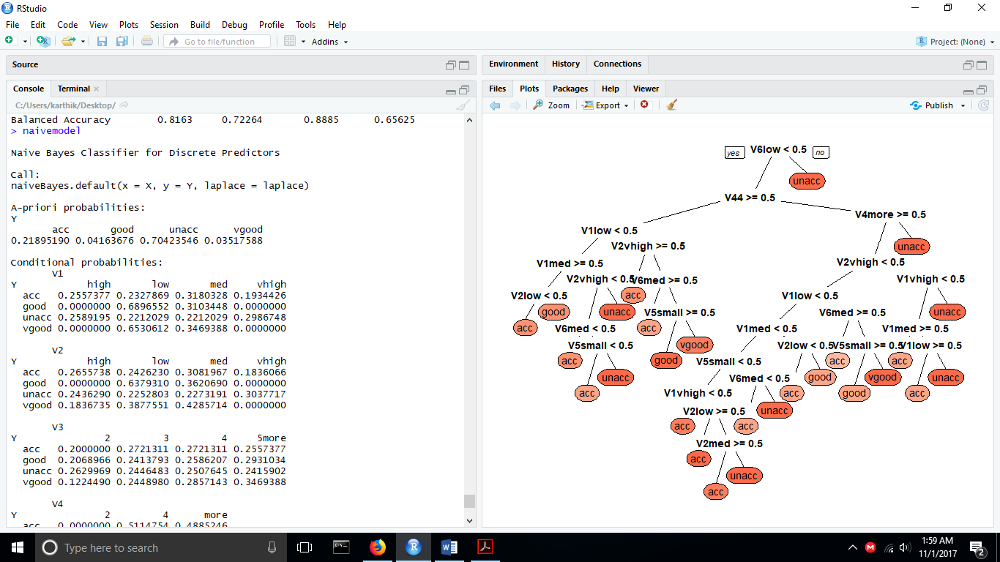 RStudio
File Edit Code View Plots Session Build Debug Profile Tools Help
Go to file/function Addins Project: (None)
Source
Console Terminal
C:/Users/karthik/Desktop/
Balanced Accuracy 0.8163 0.72264 0.8885 0.65625
> naivemodel
Naive Bayes Classifier for Discrete Predictors
Call:
naiveBayes.default(x = X, y = Y, laplace = laplace)
A-priori probabilities:
Y
acc good unacc vgood
0.21895190 0.04163676 0.70423546 0.03517588
Conditional probabilities:
V1
Y high low med vhigh
acc 0.2557377 0.2327869 0.3180328 0.1934426
good 0.0000000 0.6896552 0.3103448 0.0000000
unacc 0.2589195 0.2212029 0.2212029 0.2986748
vgood 0.0000000 0.6530612 0.3469388 0.0000000
V2
Y high low med vhigh
acc 0.2655738 0.2426230 0.3081967 0.1836066
good 0.0000000 0.6379310 0.3620690 0.0000000
unacc 0.2436290 0.2252803 0.2273191 0.3037717
vgood 0.1836735 0.3877551 0.4285714 0.0000000
V3
Y 2 3 4 5more
acc 0.2000000 0.2721311 0.2721311 0.2557377
good 0.2068966 0.2413793 0.2586207 0.2931034
unacc 0.2629969 0.2446483 0.2507645 0.2415902
vgood 0.1224490 0.2448980 0.2857143 0.3469388
V4
Y 2 4 more
acc 0.0000000 0.5114754 0.4885246
Environment History Connections
Files Plots Packages Help Viewer
Zoom Export Publish
yes V6low < 0.5 no
unacc
V44 >= 0.5
V4more >= 0.5
V1low < 0.5
V2vhigh >= 0.5 unacc
V1med >= 0.5 V2vhigh < 0.5
V2vhigh < 0.5 V6med >= 0.5 V1vhigh < 0.5
V2low < 0.5 acc V1low < 0.5
good unacc V5small >= 0.5 V6med >= 0.5 unacc
acc V6med < 0.5 acc V1med < 0.5 V1med >= 0.5
V5small < 0.5 vgood V2low < 0.5 V5small >= 0.5 V1low >= 0.5
acc good V5small < 0.5 acc acc
unacc V6med < 0.5 good vgood unacc
acc V1vhigh < 0.5 acc good acc
V2low >= 0.5 unacc
acc acc
V2med >= 0.5
acc
unacc
acc
Type here to search
1:59 AM
11/1/2017
2